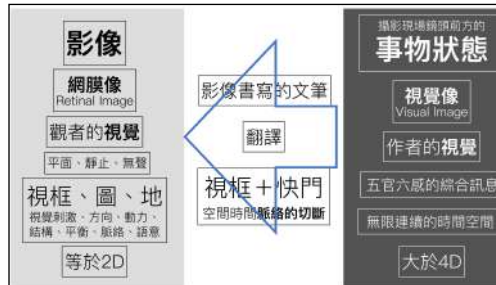 影像
網膜像
Retinal Image
觀者的視覺
平面、靜止、無聲
視框、圖、地
視覺刺激、方向、動力、
結構、平衡、脈絡、語意
等於2D
影像書寫的文筆
翻譯
視框＋快門
空間時間脈絡的切斷
攝影現場鏡頭前方的
事物狀態
視覺像
Visual Image
作者的視覺
五官六感的綜合訊息
無限連續的時間空間
大於4D